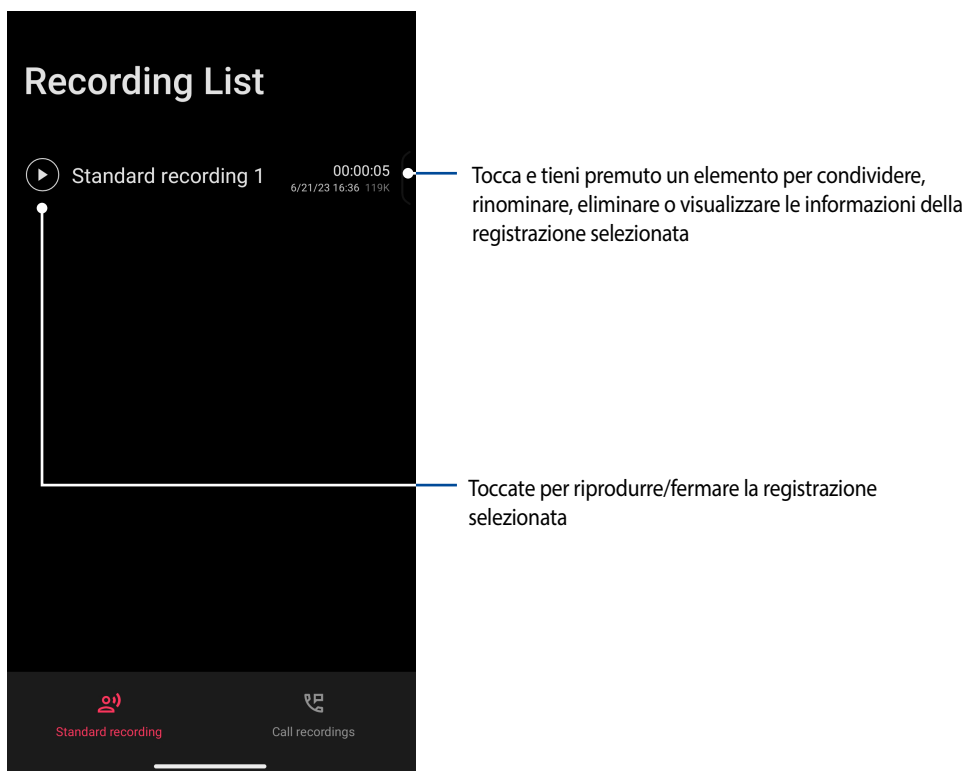 Recording List
Standard recording 1
00:00:05
6/21/23 16:36 119K
Tocca e tieni premuto un elemento per condividere,
rinominare, eliminare o visualizzare le informazioni della
registrazione selezionata
Toccate per riprodurre/fermare la registrazione
selezionata
Standard recording
Call recordings